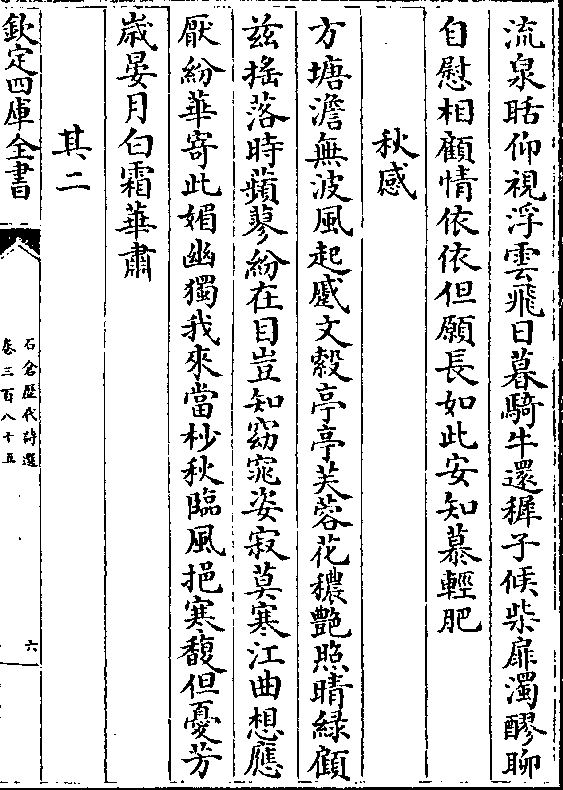 流泉聒仰視浮雲飛日暮騎牛還穉子候柴扉濁醪聊
自慰相顧情依依但願長如此安知慕輕肥
秋感
方塘澹無波風起蹙文縠亭亭芙蓉花穠艷照晴緑顧
兹揺落時蘋蓼紛在目豈知窈窕姿寂莫寒江曲想應
厭紛華寄此媚幽獨我來當杪秋臨風挹寒馥但憂芳
嵗晏月白霜華肅
其二
欽定四庫全書
石倉歴代詩選
卷三百八十五
六